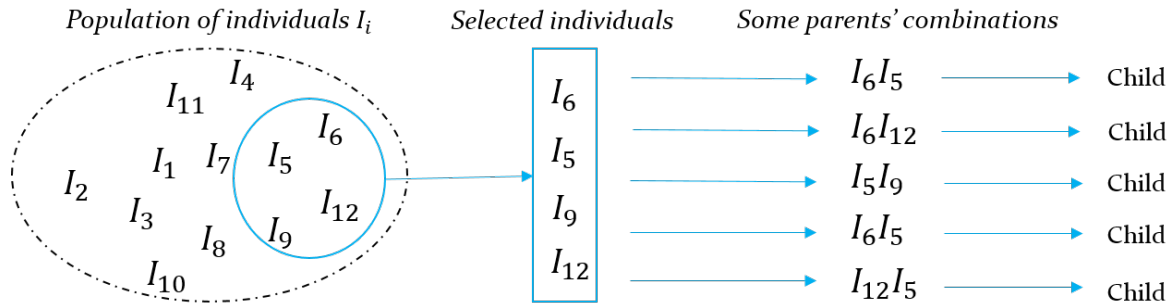 Population of individuals I_i
Selected individuals
Some parents' combinations
I_4
I_11
I_6
I_1
I_7
I_5
I_2
I_3
I_12
I_8
I_9
I_10
I_6
I_5
I_9
I_12
I_6I_5
Child
I_6I_12
Child
I_5I_9
Child
I_6I_5
Child
I_12I_5
Child